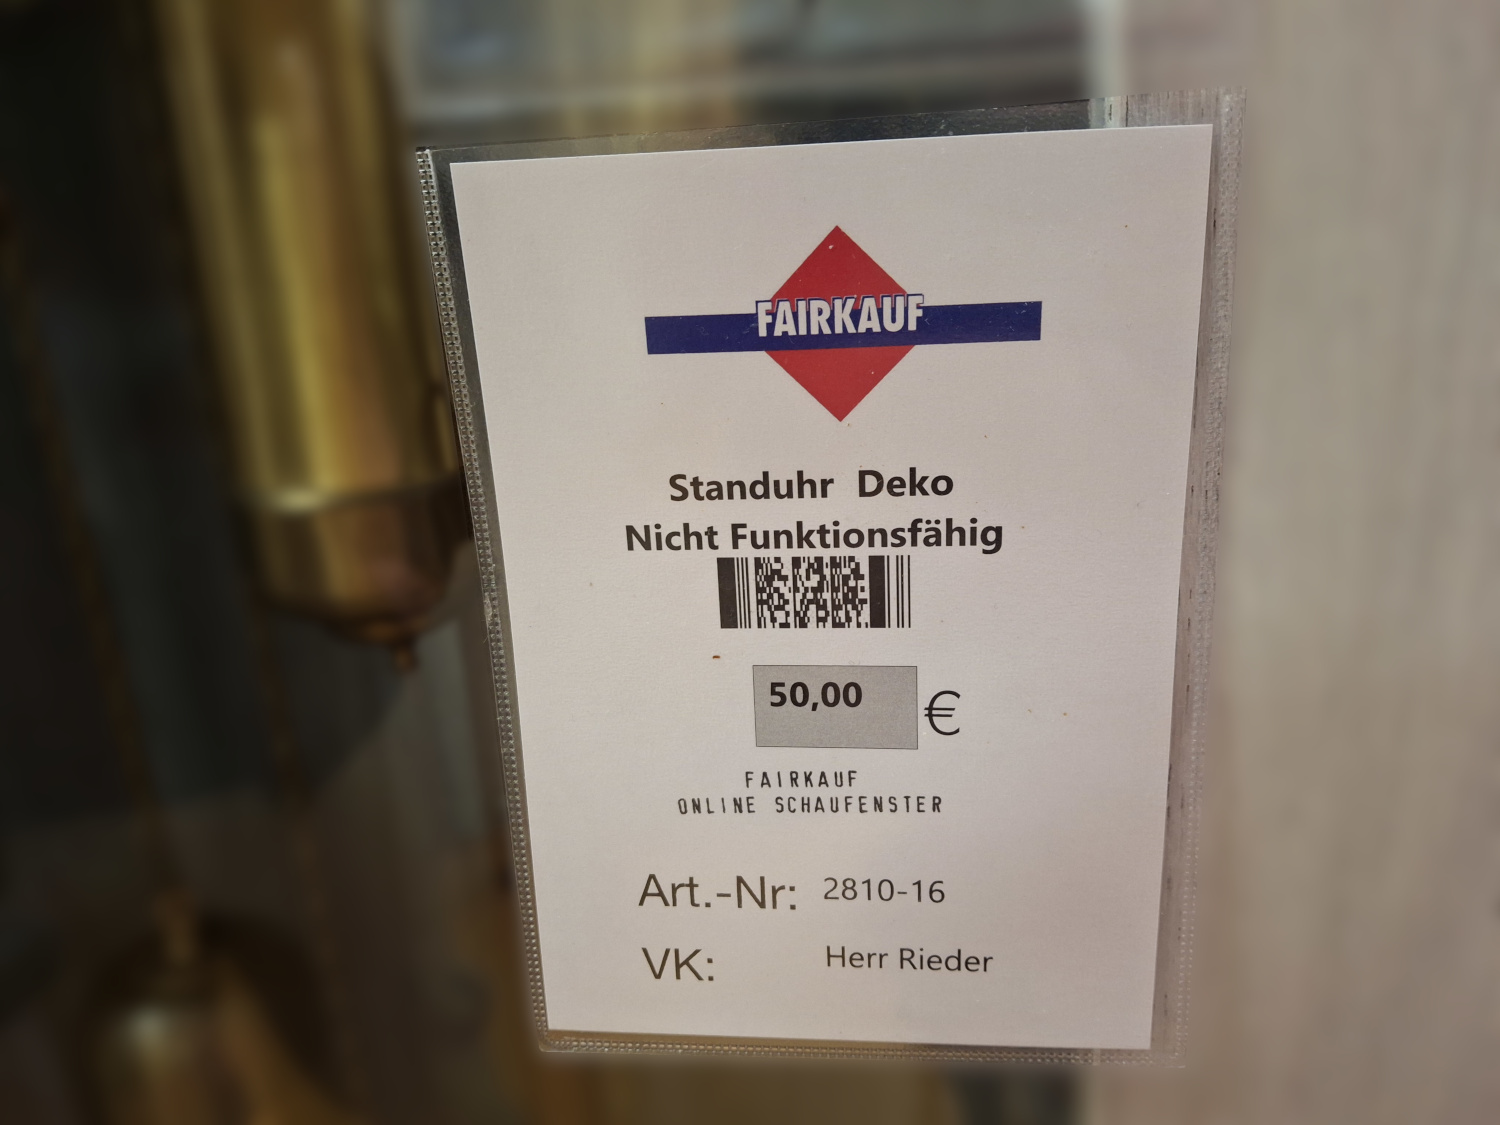 FAIRKAUF
Standuhr Deko
Nicht Funktionsfähig
50,00 €
FAIRKAUF
ONLINE SCHAUFENSTER
Art.-Nr: 2810-16
VK: Herr Rieder